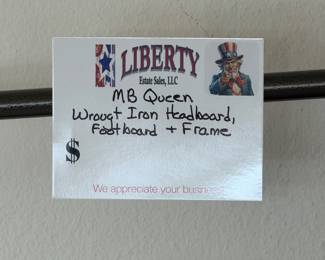 LIBERTY
Estate Sales, LLC
MB Queen
Wrougt Iron Headboard,
Footboard + Frame
$
We appreciate your business